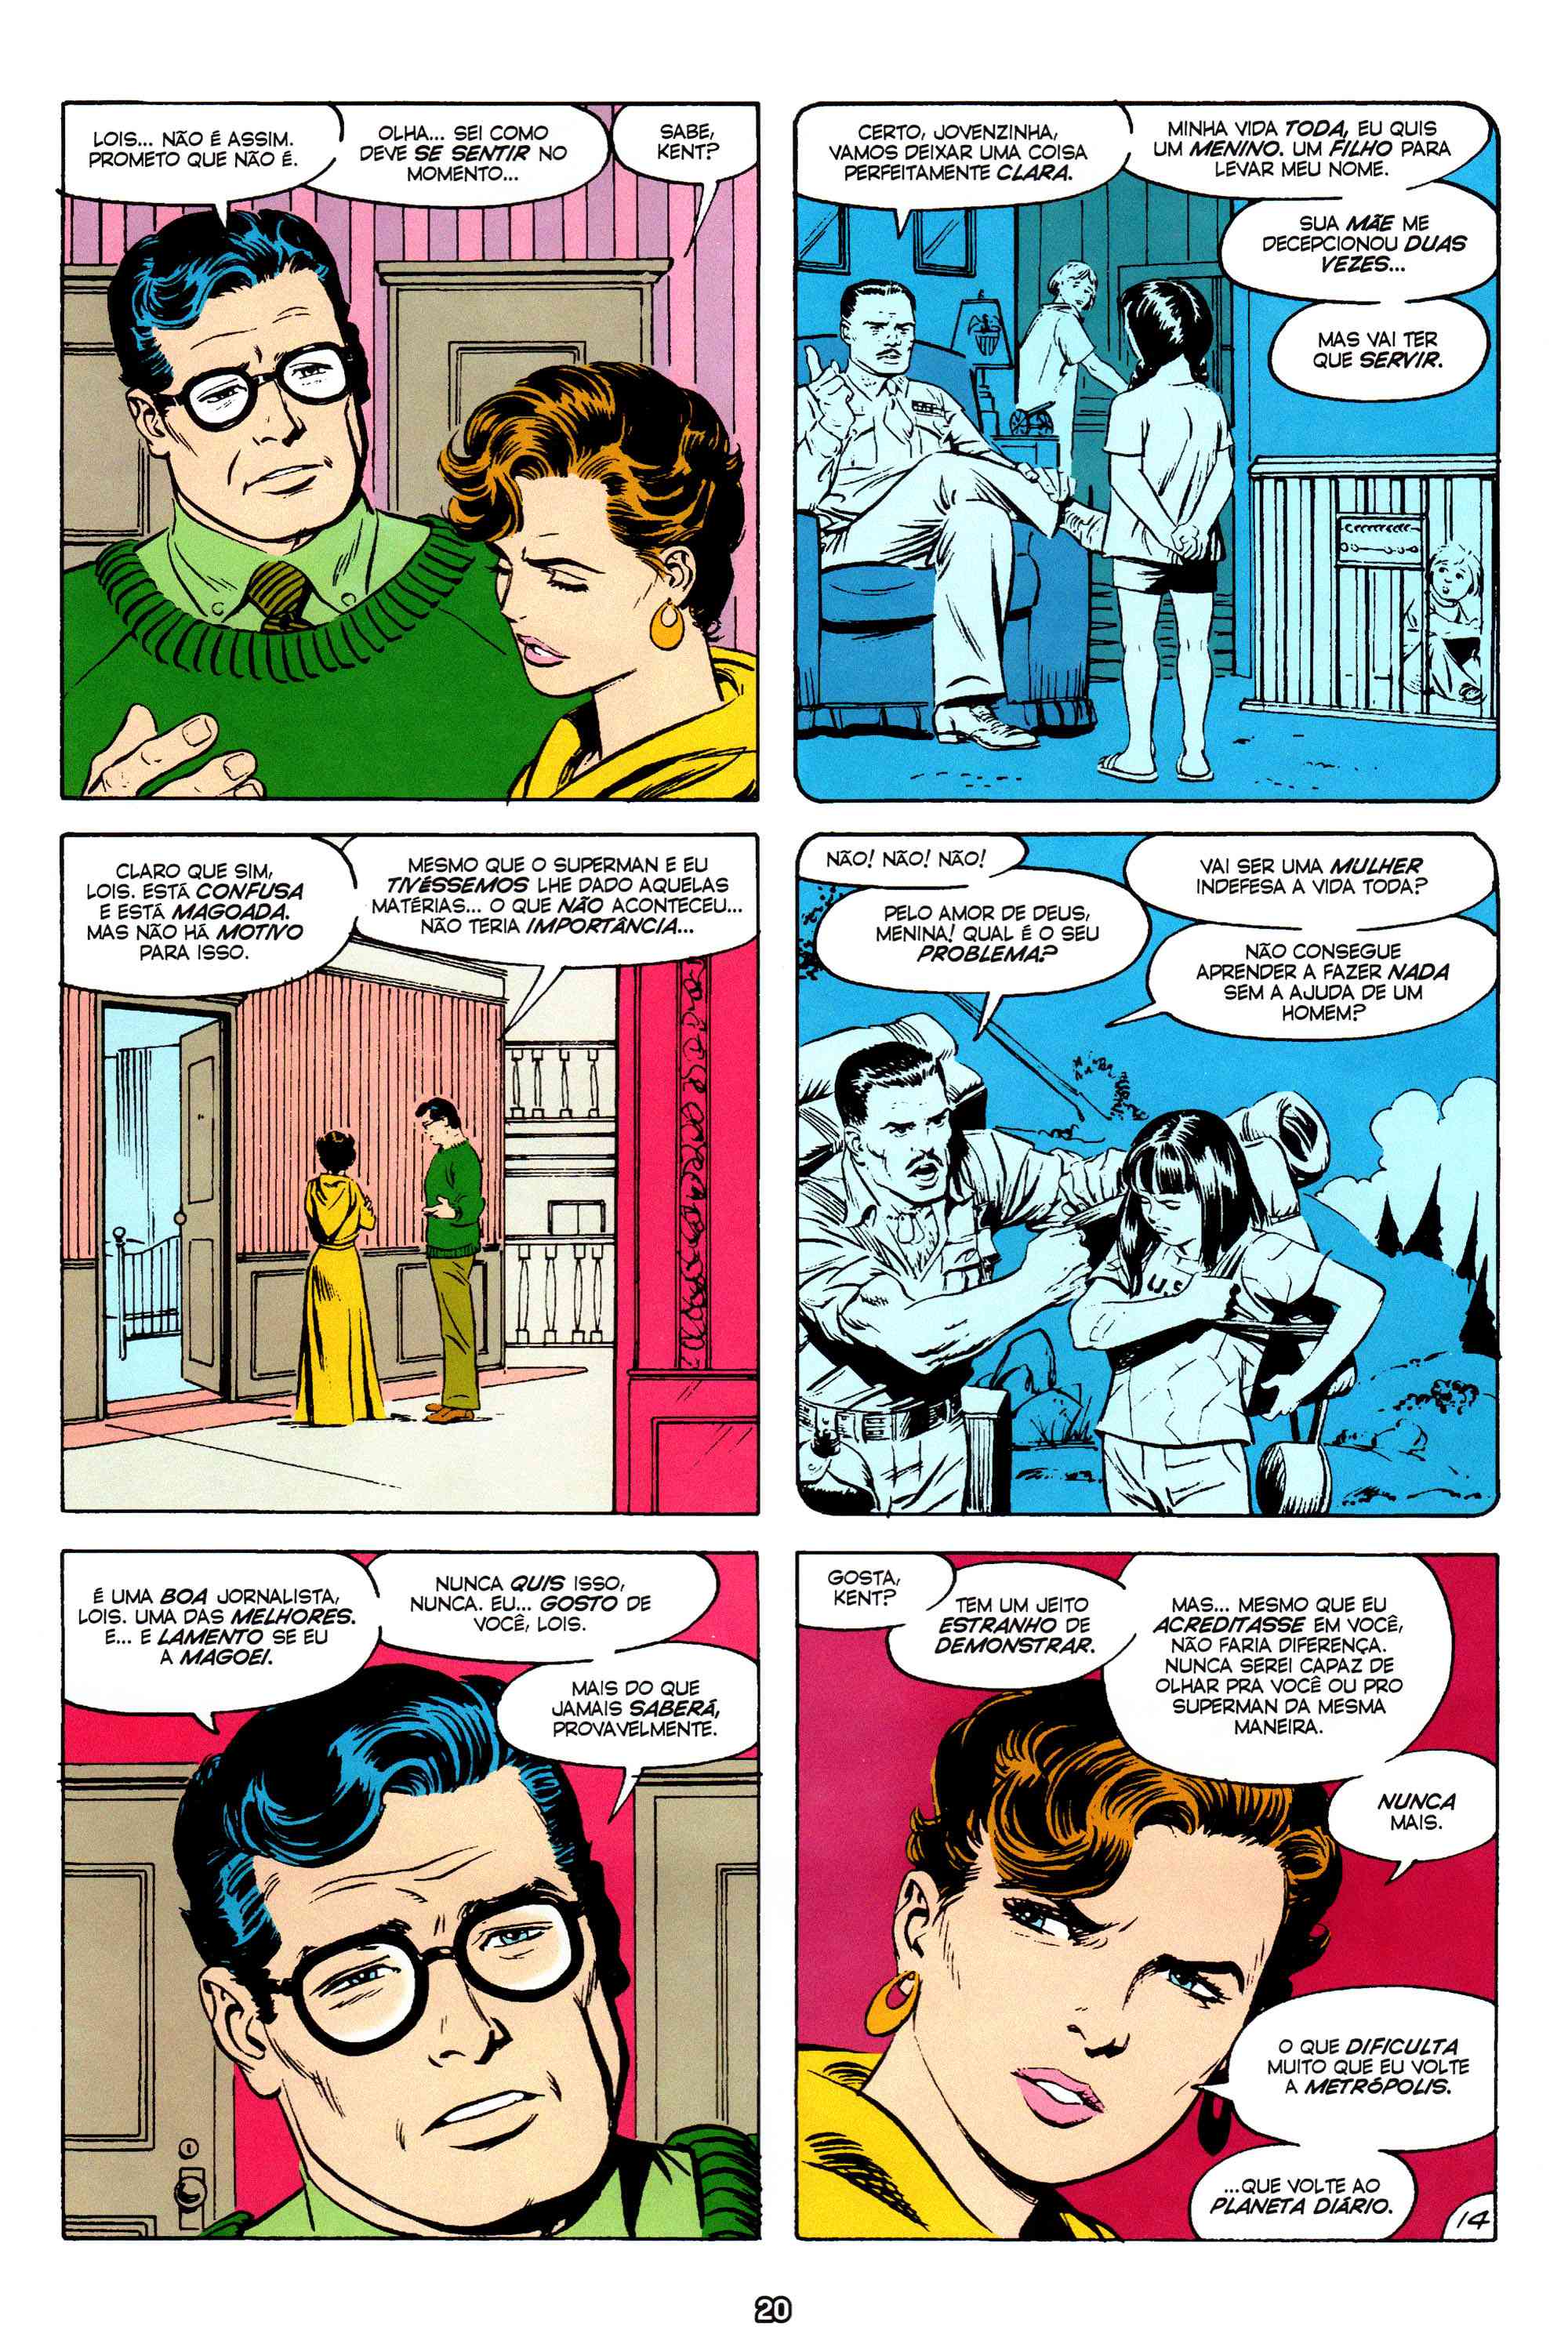 LOIS... NÃO É ASSIM.
PROMETO QUE NÃO É.
OLHA... SEI COMO
DEVE SE SENTIR NO
MOMENTO...
SABE,
KENT?
CERTO, JOVENZINHA,
VAMOS DEIXAR UMA COISA
PERFEITAMENTE CLARA.
MINHA VIDA TODA, EU QUIS
UM MENINO. UM FILHO PARA
LEVAR MEU NOME.
SUA MÃE ME
DECEPCIONOU DUAS
VEZES...
MAS VAI TER
QUE SERVIR.
CLARO QUE SIM,
LOIS. ESTÁ CONFUSA
E ESTÁ MAGOADA.
MAS NÃO HÁ MOTIVO
PARA ISSO.
MESMO QUE O SUPERMAN E EU
TIVÉSSEMOS LHE DADO AQUELAS
MATÉRIAS... O QUE NÃO ACONTECEU...
NÃO TERIA IMPORTÂNCIA...
NÃO! NÃO! NÃO!
PELO AMOR DE DEUS,
MENINA! QUAL É O SEU
PROBLEMA?
VAI SER UMA MULHER
INDEFESA A VIDA TODA?
NÃO CONSEGUE
APRENDER A FAZER NADA
SEM A AJUDA DE UM
HOMEM?
U.S
É UMA BOA JORNALISTA,
LOIS. UMA DAS MELHORES.
E... E LAMENTO SE EU
A MAGOEI.
NUNCA QUIS ISSO,
NUNCA. EU... GOSTO DE
VOCÊ, LOIS.
MAIS DO QUE
JAMAIS SABERÁ,
PROVAVELMENTE.
GOSTA,
KENT?
TEM UM JEITO
ESTRANHO DE
DEMONSTRAR.
MAS... MESMO QUE EU
ACREDITASSE EM VOCÊ,
NÃO FARIA DIFERENÇA.
NUNCA SEREI CAPAZ DE
OLHAR PRA VOCÊ OU PRO
SUPERMAN DA MESMA
MANEIRA.
NUNCA
MAIS.
O QUE DIFICULTA
MUITO QUE EU VOLTE
A METRÓPOLIS.
...QUE VOLTE AO
PLANETA DIÁRIO.
14
20